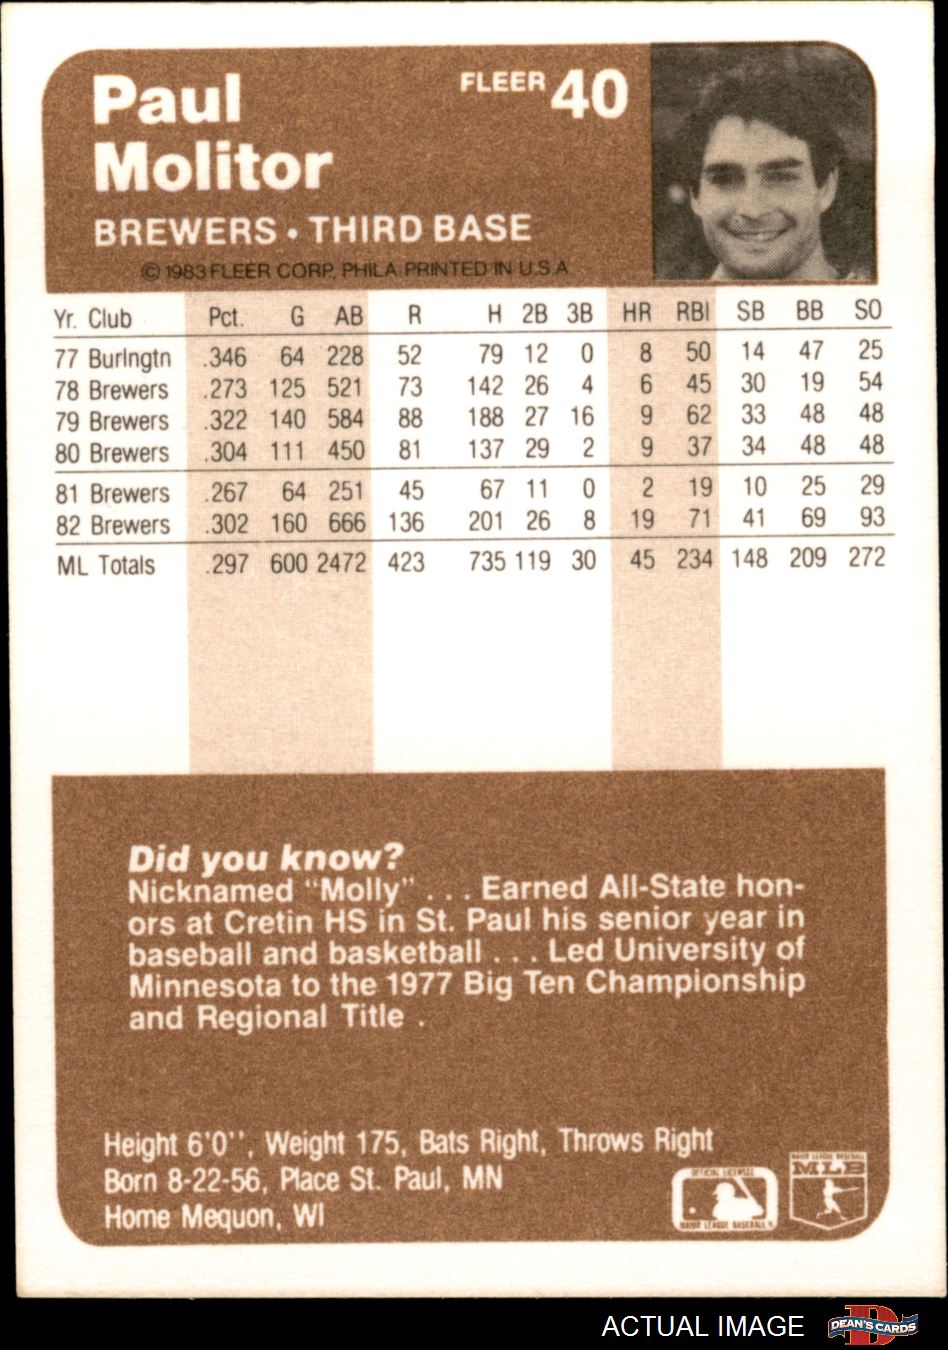 Paul
Molitor
FLEER 40
BREWERS • THIRD BASE
© 1983 FLEER CORP. PHILA PRINTED IN U.S.A.
Yr. Club Pct. G AB R H 2B 3B HR RBI SB BB SO
77 Burlngtn .346 64 228 52 79 12 0 8 50 14 47 25
78 Brewers .273 125 521 73 142 26 4 6 45 30 19 54
79 Brewers .322 140 584 88 188 27 16 9 62 33 48 48
80 Brewers .304 111 450 81 137 29 2 9 37 34 48 48
81 Brewers .267 64 251 45 67 11 0 2 19 10 25 29
82 Brewers .302 160 666 136 201 26 8 19 71 41 69 93
ML Totals .297 600 2472 423 735 119 30 45 234 148 209 272
Did you know?
Nicknamed “Molly” . . . Earned All-State hon-
ors at Cretin HS in St. Paul his senior year in
baseball and basketball . . . Led University of
Minnesota to the 1977 Big Ten Championship
and Regional Title .
Height 6'0'', Weight 175, Bats Right, Throws Right
Born 8-22-56, Place St. Paul, MN
Home Mequon, WI
OFFICIAL LICENSEE
MAJOR LEAGUE BASEBALL
MAJOR LEAGUE BASEBALL
MLB
ACTUAL IMAGE
D
DEAN'S CARDS